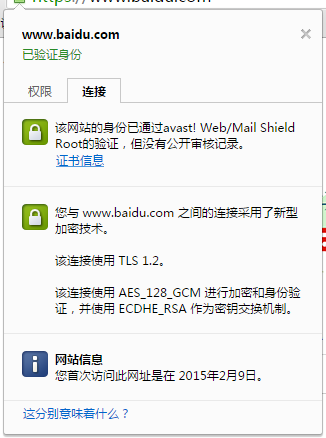 https://www.baidu.com
www.baidu.com
已验证身份
权限 连接
该网站的身份已通过avast! Web/Mail Shield
Root的验证，但没有公开审核记录。
证书信息
您与 www.baidu.com 之间的连接采用了新型
加密技术。
该连接使用 TLS 1.2。
该连接使用 AES_128_GCM 进行加密和身份验
证，并使用 ECDHE_RSA 作为密钥交换机制。
网站信息
您首次访问此网址是在 2015年2月9日。
这分别意味着什么？